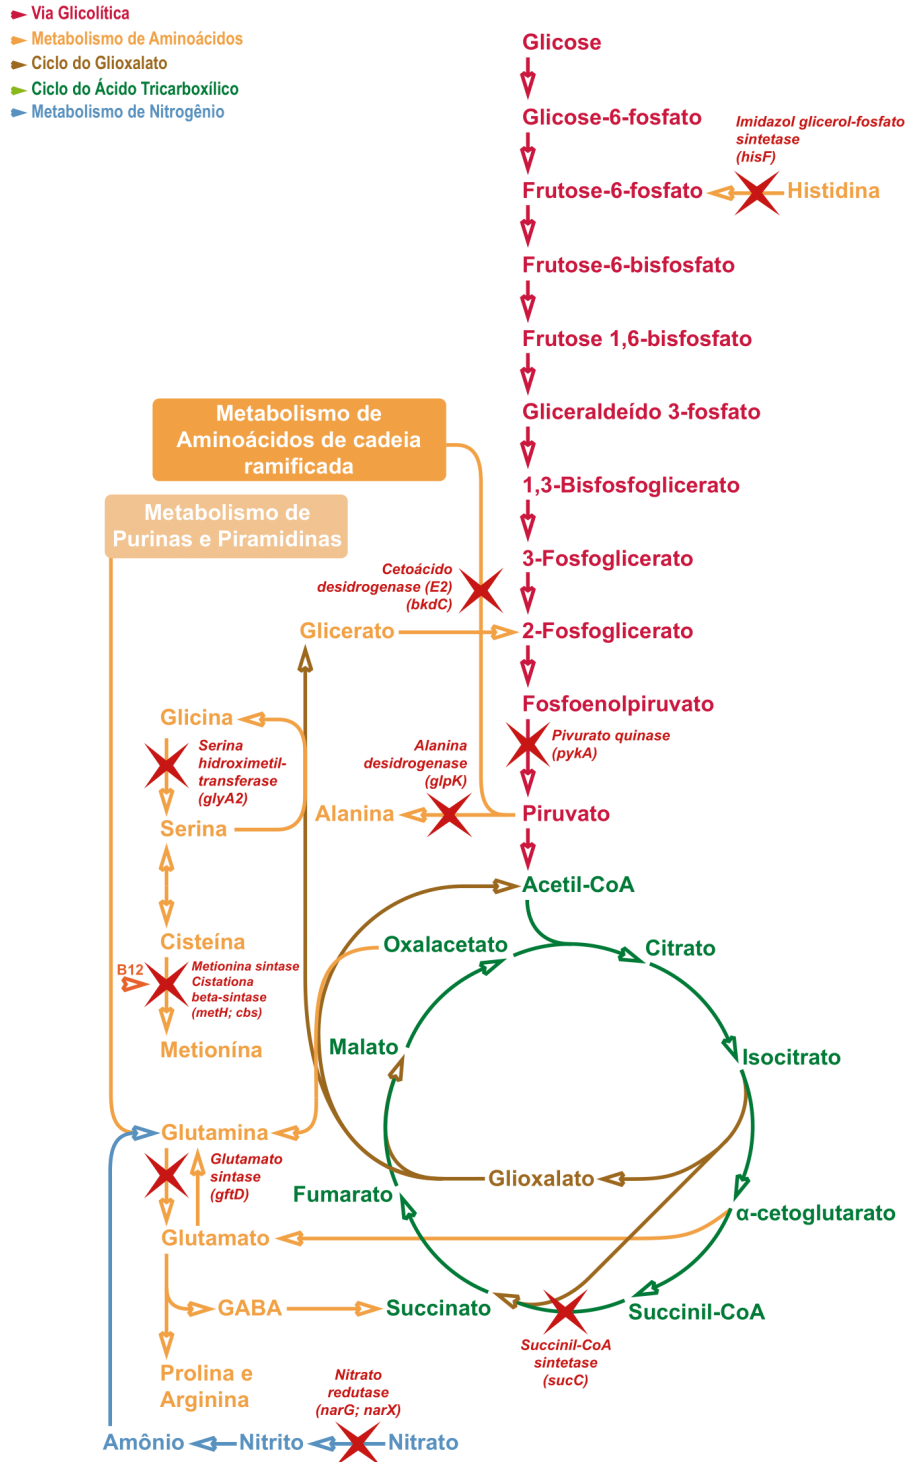 Via Glicolítica
Metabolismo de Aminoácidos
Ciclo do Glioxalato
Ciclo do Ácido Tricarboxílico
Metabolismo de Nitrogênio
Glicose
Glicose-6-fosfato
Imidazol glicerol-fosfato
sintetase
(hisF)
Frutose-6-fosfato
Histidina
Frutose-6-bisfosfato
Frutose 1,6-bisfosfato
Gliceraldeído 3-fosfato
Metabolismo de
Aminoácidos de cadeia
ramificada
1,3-Bisfosfoglicerato
Metabolismo de
Purinas e Piramidinas
3-Fosfoglicerato
Cetoácido
desidrogenase (E2)
(bkdC)
Glicerato
2-Fosfoglicerato
Fosfoenolpiruvato
Glicina
Serina
hidroximetil-
transferase
(glyA2)
Alanina
desidrogenase
(glpK)
Pivurato quinase
(pykA)
Serina
Alanina
Piruvato
Acetil-CoA
Cisteína
Oxalacetato
Citrato
B12
Metionina sintase
Cistationa
beta-sintase
(metH; cbs)
Metionína
Malato
Isocitrato
Glutamina
Glutamato
sintase
(gftD)
Glioxalato
Fumarato
α-cetoglutarato
Glutamato
GABA
Succinato
Succinil-CoA
Succinil-CoA
sintetase
(sucC)
Prolina e
Arginina
Nitrato
redutase
(narG; narX)
Amônio
Nitrito
Nitrato